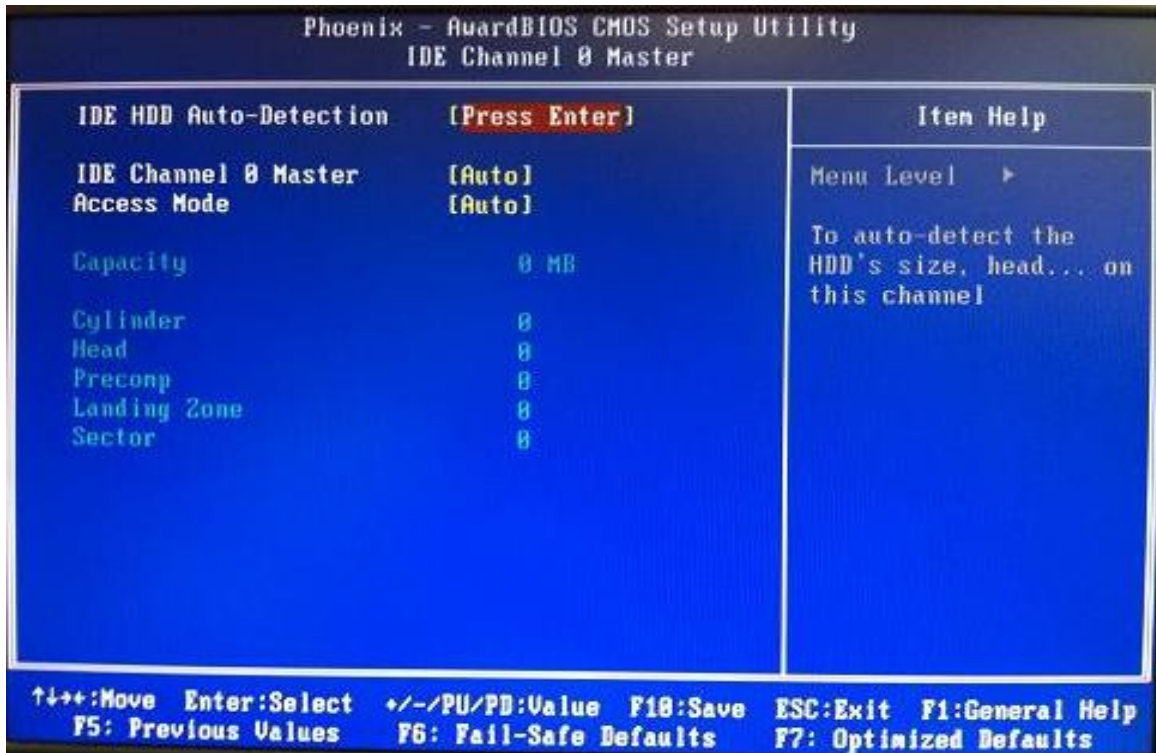 Phoenix - AwardBIOS CMOS Setup Utility
IDE Channel 0 Master
IDE HDD Auto-Detection [Press Enter]
IDE Channel 0 Master [Auto]
Access Mode [Auto]
Capacity 0 MB
Cylinder 0
Head 0
Precomp 0
Landing Zone 0
Sector 0
Item Help
Menu Level ▶
To auto-detect the
HDD's size, head... on
this channel
↑↓→←:Move Enter:Select +/-/PU/PD:Value F10:Save ESC:Exit F1:General Help
F5: Previous Values F6: Fail-Safe Defaults F7: Optimized Defaults